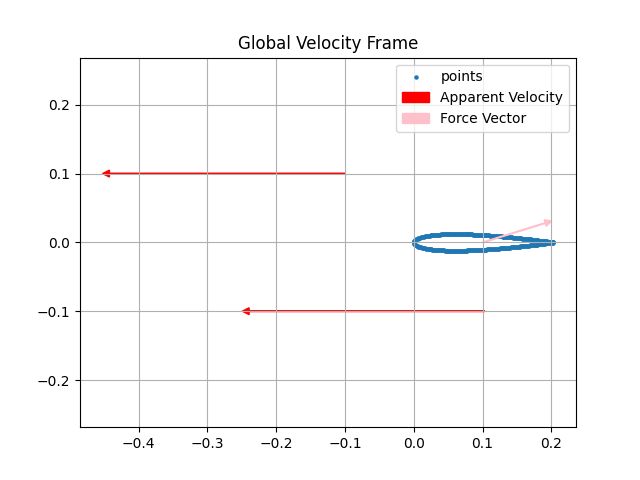 Global Velocity Frame
points
Apparent Velocity
Force Vector
0.2
0.1
0.0
−0.1
−0.2
−0.4 −0.3 −0.2 −0.1 0.0 0.1 0.2